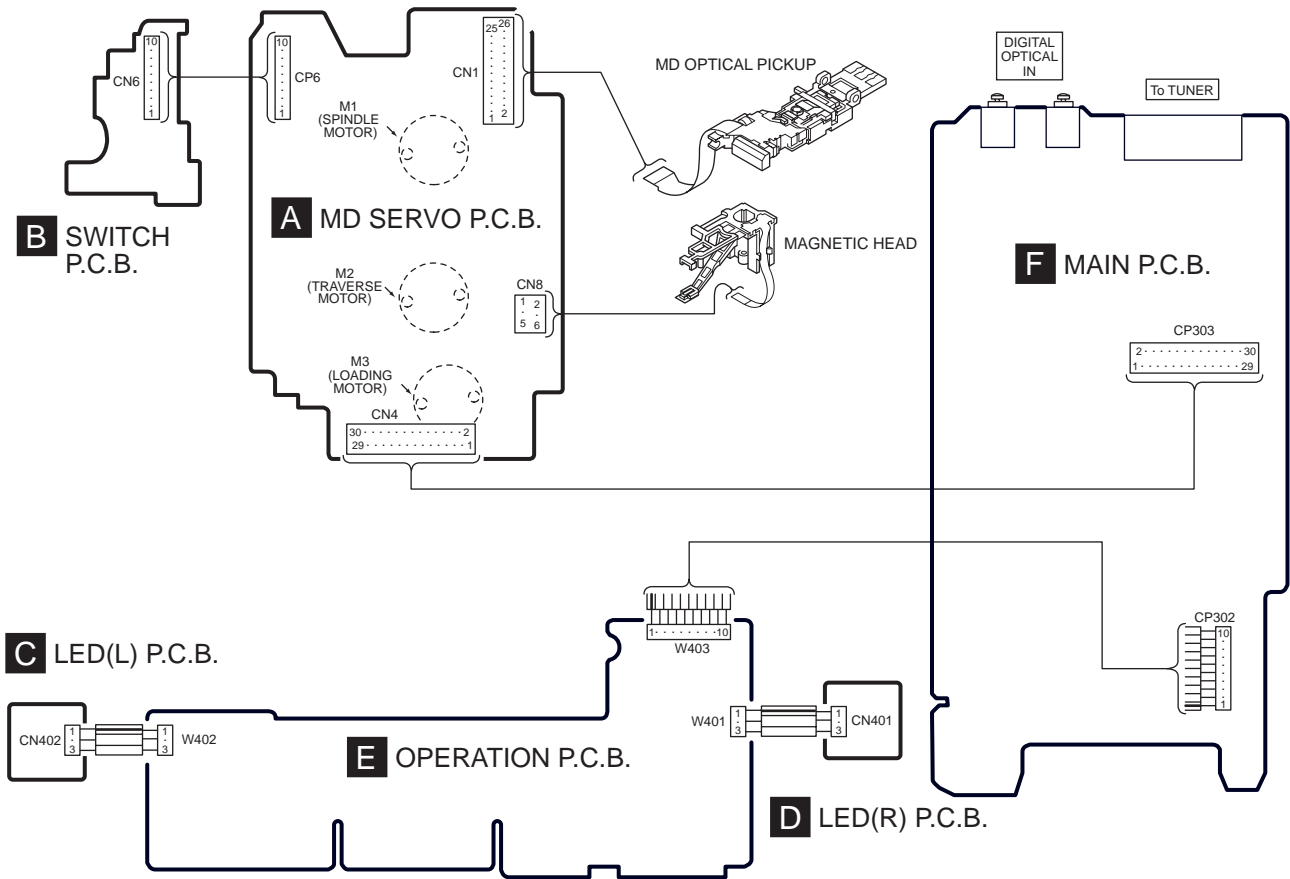 CN6
10
1
10
1
CP6
25 26
CN1
1 2
M1
(SPINDLE
MOTOR)
MD OPTICAL PICKUP
DIGITAL
OPTICAL
IN
To TUNER
B SWITCH
P.C.B.
A MD SERVO P.C.B.
MAGNETIC HEAD
F MAIN P.C.B.
M2
(TRAVERSE
MOTOR)
CN8
1 2
5 6
M3
(LOADING
MOTOR)
CN4
30 2
29 1
CP303
2 30
1 29
1 10
W403
CP302
10
1
C LED(L) P.C.B.
CN402
1
3
1
3
W402
E OPERATION P.C.B.
W401
1
3
1
3
CN401
D LED(R) P.C.B.